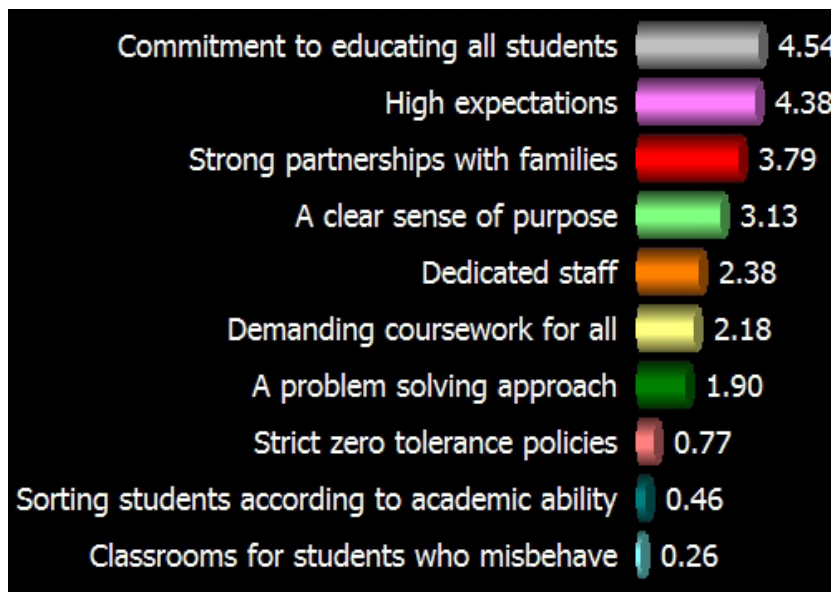 Commitment to educating all students 4.54
High expectations 4.38
Strong partnerships with families 3.79
A clear sense of purpose 3.13
Dedicated staff 2.38
Demanding coursework for all 2.18
A problem solving approach 1.90
Strict zero tolerance policies 0.77
Sorting students according to academic ability 0.46
Classrooms for students who misbehave 0.26